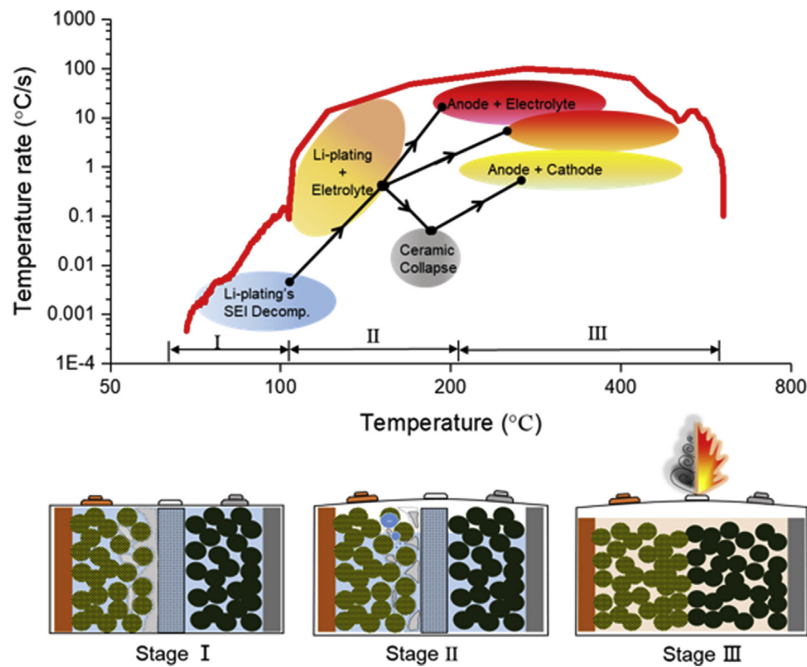 1000
100
10
1
0.1
0.01
0.001
1E-4
Temperature rate (°C/s)
Anode + Electrolyte
Li-plating
+
Eletrolyte
Anode + Cathode
Ceramic
Collapse
Li-plating's
SEI Decomp.
I
II
III
50
100
200
400
800
Temperature (°C)
Stage I
Stage II
Stage III